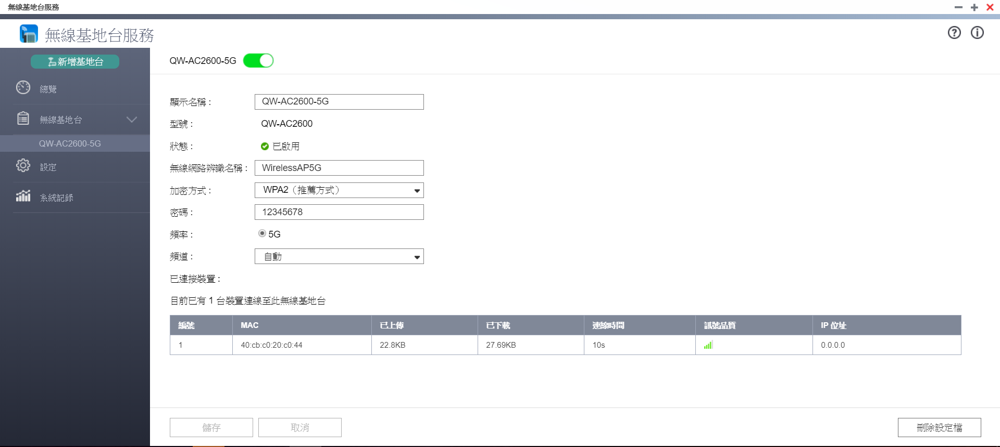 無線基地台服務
無線基地台服務
新增基地台
總覽
無線基地台
QW-AC2600-5G
設定
系統記錄
QW-AC2600-5G
顯示名稱 : QW-AC2600-5G
型號 : QW-AC2600
狀態 : 已啟用
無線網路辨識名稱 : WirelessAP5G
加密方式 : WPA2（推薦方式）
密碼 : 12345678
頻率 : 5G
頻道 : 自動
已連接裝置 :
目前已有 1 台裝置連線至此無線基地台
編號 MAC 已上傳 已下載 連線時間 訊號品質 IP 位址
1 40:cb:c0:20:c0:44 22.8KB 27.69KB 10s 0.0.0.0
儲存 取消 刪除設定檔